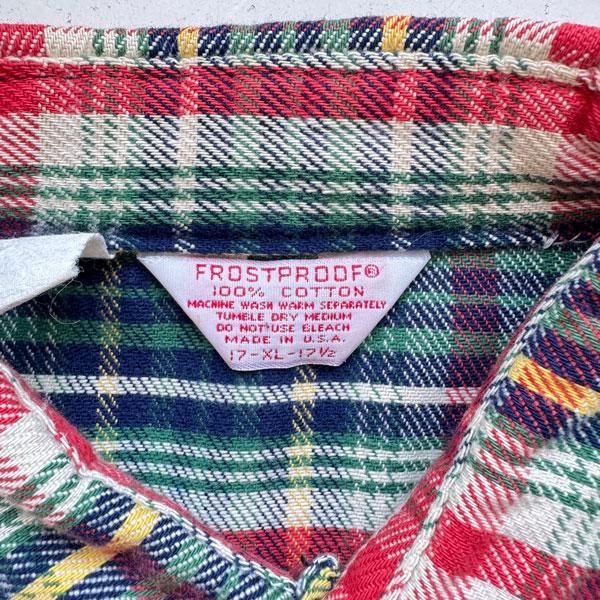 FROSTPROOF®
100% COTTON
MACHINE WASH WARM SEPARATELY
TUMBLE DRY MEDIUM
DO NOT USE BLEACH
MADE IN U.S.A.
17-XL-17½